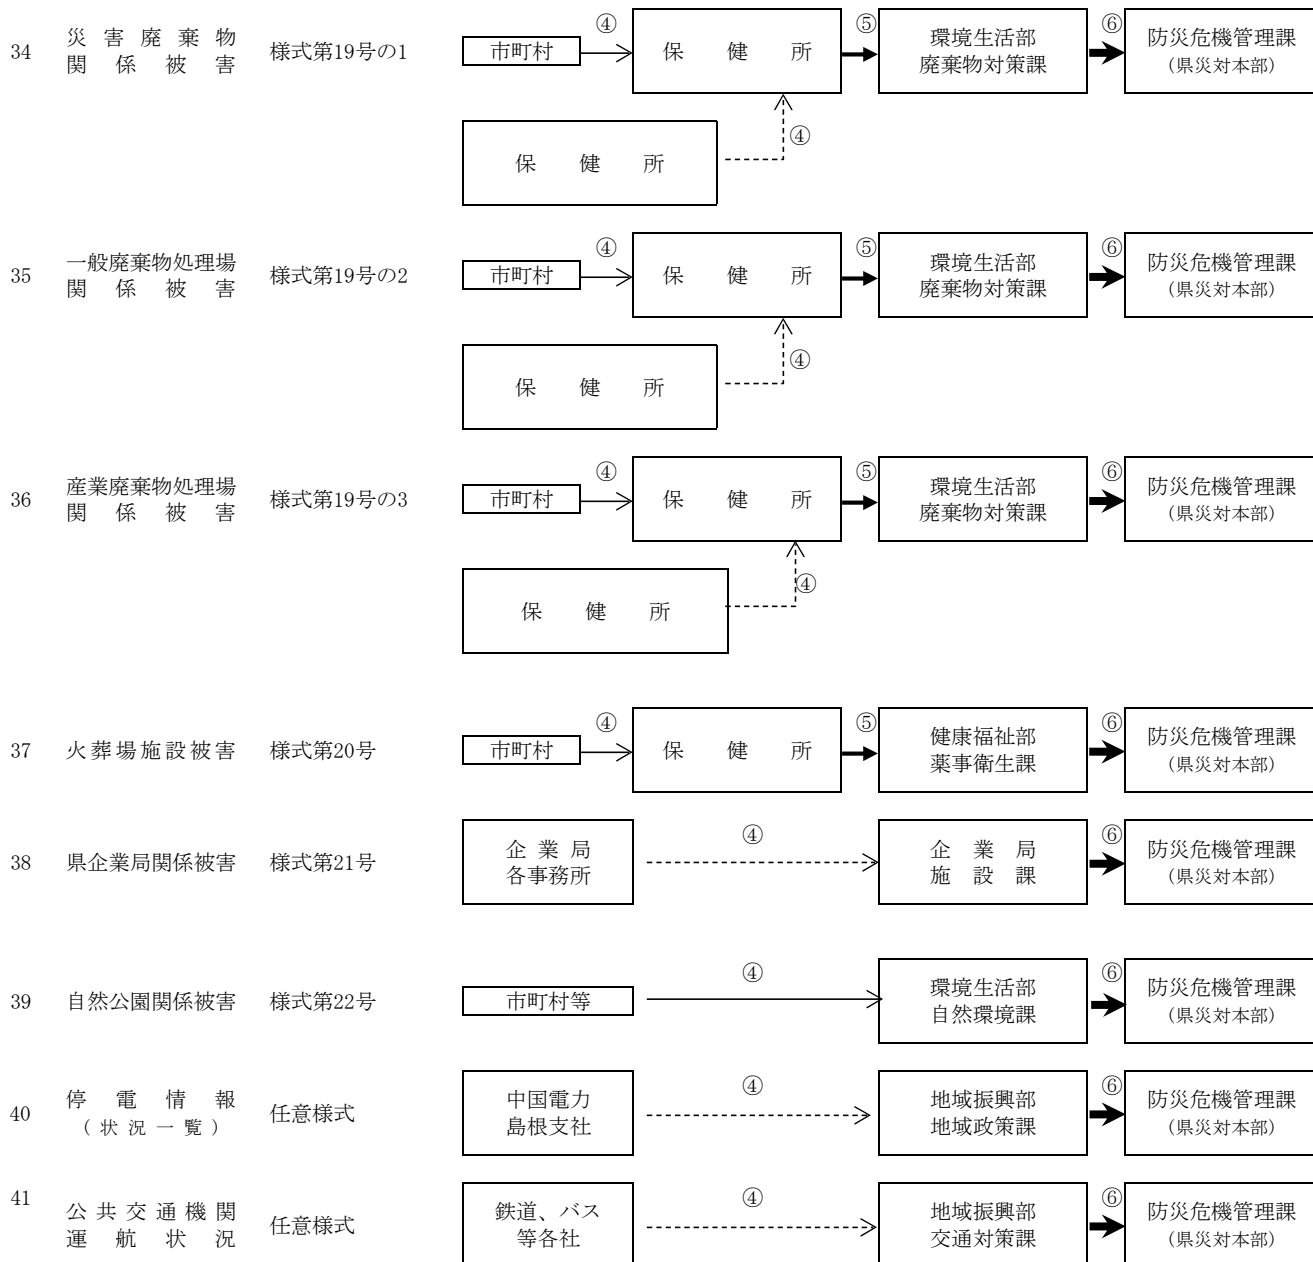 ④ ⑤ ⑥
34 災害廃棄物 様式第19号の1 市町村 保健所 環境生活部 防災危機管理課
関係被害 廃棄物対策課 （県災対本部）
④
保健所
④ ⑤ ⑥
35 一般廃棄物処理場 様式第19号の2 市町村 保健所 環境生活部 防災危機管理課
関係被害 廃棄物対策課 （県災対本部）
④
保健所
④ ⑤ ⑥
36 産業廃棄物処理場 様式第19号の3 市町村 保健所 環境生活部 防災危機管理課
関係被害 廃棄物対策課 （県災対本部）
④
保健所
④ ⑤ ⑥
37 火葬場施設被害 様式第20号 市町村 保健所 健康福祉部 防災危機管理課
薬事衛生課 （県災対本部）
④ ⑥
38 県企業局関係被害 様式第21号 企業局 企業局 防災危機管理課
各事務所 施設課 （県災対本部）
④ ⑥
39 自然公園関係被害 様式第22号 市町村等 環境生活部 防災危機管理課
自然環境課 （県災対本部）
④ ⑥
40 停電情報 任意様式 中国電力 地域振興部 防災危機管理課
（状況一覧） 島根支社 地域政策課 （県災対本部）
④ ⑥
41 公共交通機関 任意様式 鉄道、バス 地域振興部 防災危機管理課
運航状況 等各社 交通対策課 （県災対本部）